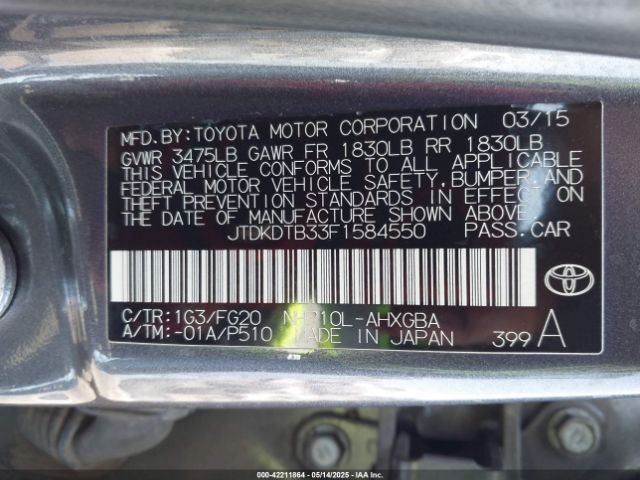 MFD. BY: TOYOTA MOTOR CORPORATION 03/15
GVWR 3475LB GAWR FR 1830LB RR 1830LB
THIS VEHICLE CONFORMS TO ALL APPLICABLE
FEDERAL MOTOR VEHICLE SAFETY, BUMPER, AND
THEFT PREVENTION STANDARDS IN EFFECT ON
THE DATE OF MANUFACTURE SHOWN ABOVE.
JTDKDTB33F1584550 PASS. CAR
C/TR: 1G3/FG20 NHP10L-AHXGBA
A/TM: -01A/P510 MADE IN JAPAN 399 A
000-42211864 - 05/14/2025 - IAA Inc.